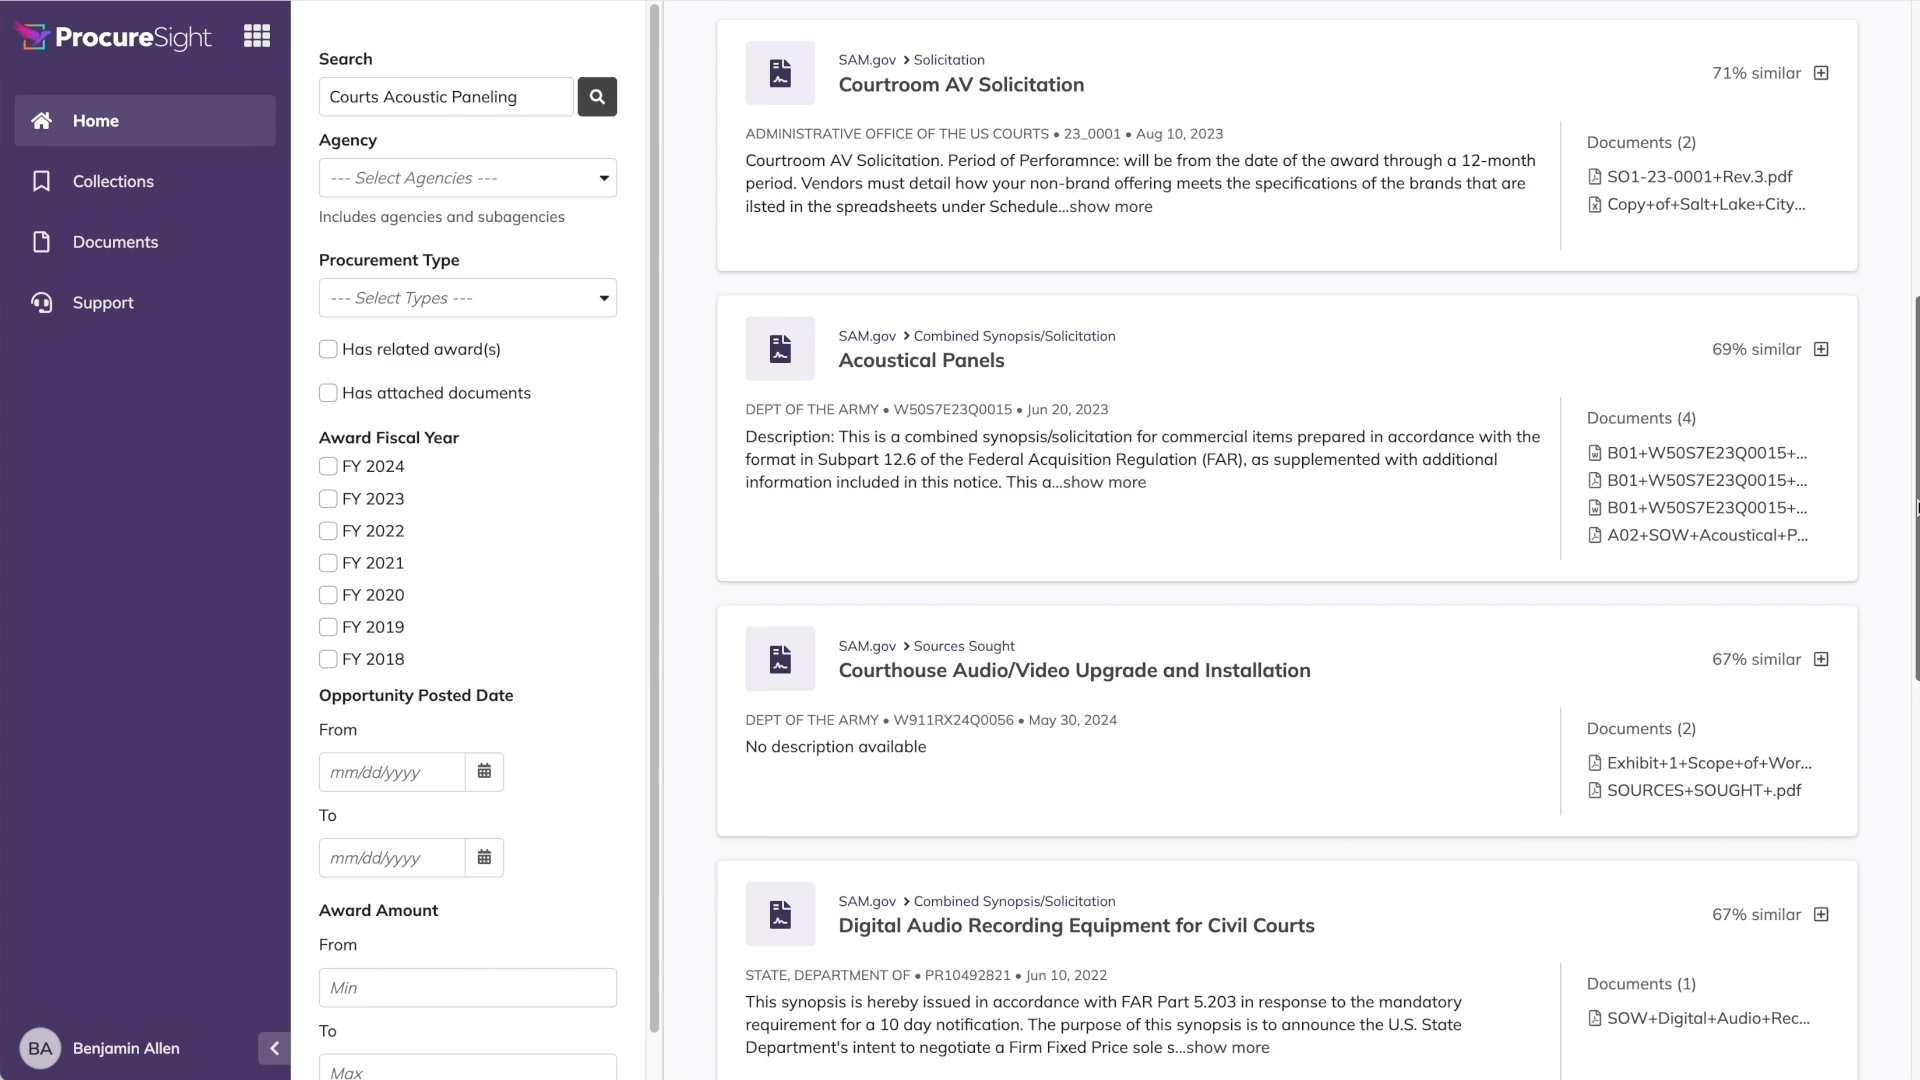 ProcureSight
Home
Collections
Documents
Support
BA
Benjamin Allen
Search
Courts Acoustic Paneling
Agency
--- Select Agencies ---
Includes agencies and subagencies
Procurement Type
--- Select Types ---
Has related award(s)
Has attached documents
Award Fiscal Year
FY 2024
FY 2023
FY 2022
FY 2021
FY 2020
FY 2019
FY 2018
Opportunity Posted Date
From
mm/dd/yyyy
To
mm/dd/yyyy
Award Amount
From
Min
To
Max
SAM.gov > Solicitation
Courtroom AV Solicitation
71% similar
ADMINISTRATIVE OFFICE OF THE US COURTS • 23_0001 • Aug 10, 2023
Courtroom AV Solicitation. Period of Perforamnce: will be from the date of the award through a 12-month
period. Vendors must detail how your non-brand offering meets the specifications of the brands that are
ilsted in the spreadsheets under Schedule...show more
Documents (2)
SO1-23-0001+Rev.3.pdf
Copy+of+Salt+Lake+City...
SAM.gov > Combined Synopsis/Solicitation
Acoustical Panels
69% similar
DEPT OF THE ARMY • W50S7E23Q0015 • Jun 20, 2023
Description: This is a combined synopsis/solicitation for commercial items prepared in accordance with the
format in Subpart 12.6 of the Federal Acquisition Regulation (FAR), as supplemented with additional
information included in this notice. This a...show more
Documents (4)
B01+W50S7E23Q0015+...
B01+W50S7E23Q0015+...
B01+W50S7E23Q0015+...
A02+SOW+Acoustical+P...
SAM.gov > Sources Sought
Courthouse Audio/Video Upgrade and Installation
67% similar
DEPT OF THE ARMY • W911RX24Q0056 • May 30, 2024
No description available
Documents (2)
Exhibit+1+Scope+of+Wor...
SOURCES+SOUGHT+.pdf
SAM.gov > Combined Synopsis/Solicitation
Digital Audio Recording Equipment for Civil Courts
67% similar
STATE, DEPARTMENT OF • PR10492821 • Jun 10, 2022
This synopsis is hereby issued in accordance with FAR Part 5.203 in response to the mandatory
requirement for a 10 day notification. The purpose of this synopsis is to announce the U.S. State
Department's intent to negotiate a Firm Fixed Price sole s...show more
Documents (1)
SOW+Digital+Audio+Rec...